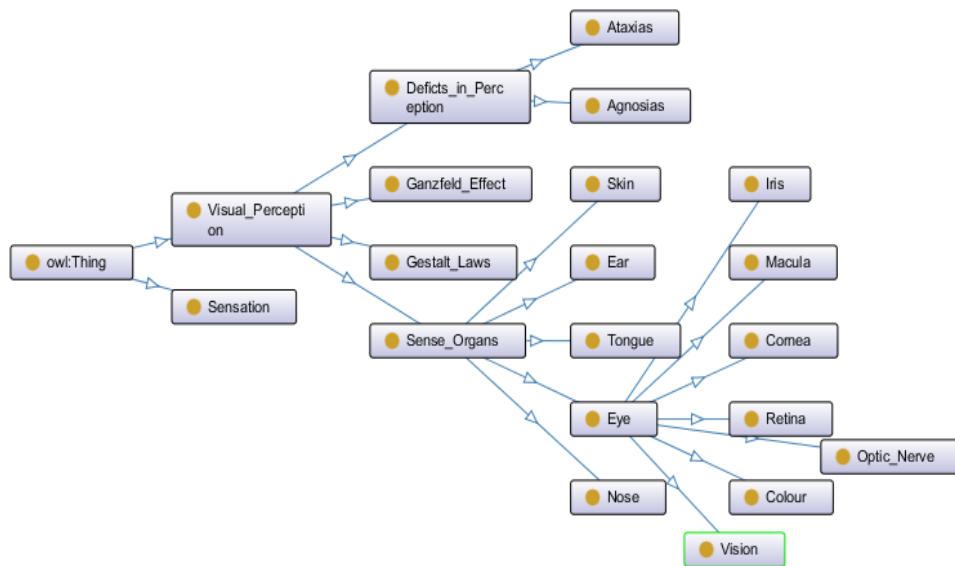 Ataxias
Deficts_in_Perc
eption
Agnosias
Skin
Iris
Ganzfeld_Effect
Visual_Percepti
on
owl:Thing
Gestalt_Laws
Ear
Macula
Sensation
Sense_Organs
Tongue
Cornea
Eye
Retina
Optic_Nerve
Nose
Colour
Vision